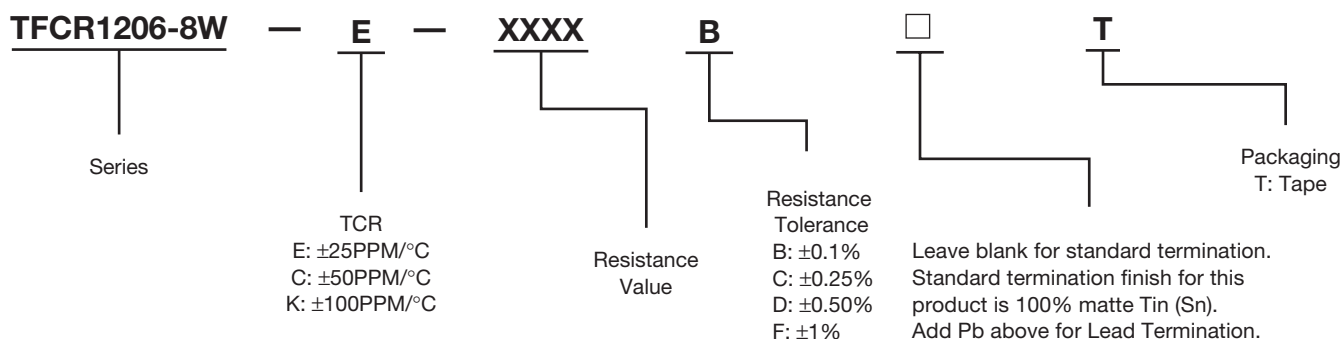 TFCR1206-8W — E — XXXX B □ T
Series
TCR
E: ±25PPM/°C
C: ±50PPM/°C
K: ±100PPM/°C
Resistance
Value
Resistance
Tolerance
B: ±0.1%
C: ±0.25%
D: ±0.50%
F: ±1%
Leave blank for standard termination.
Standard termination finish for this
product is 100% matte Tin (Sn).
Add Pb above for Lead Termination.
Packaging
T: Tape